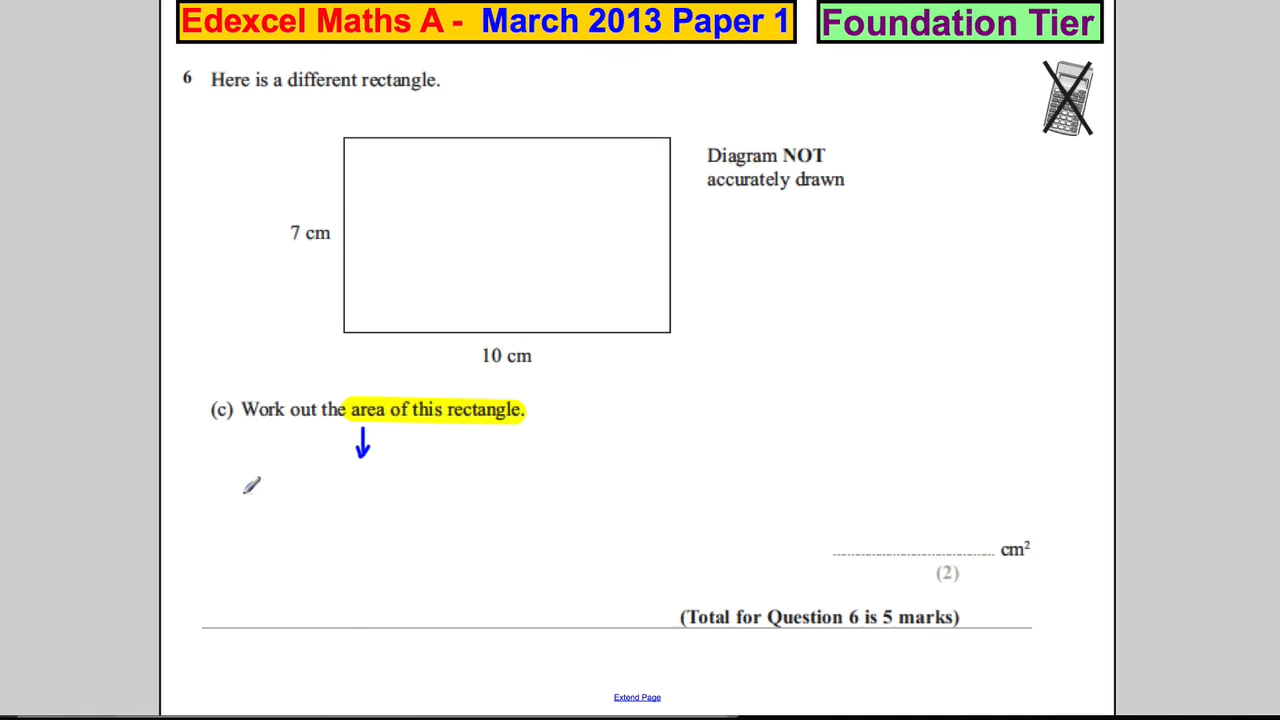 Edexcel Maths A - March 2013 Paper 1
Foundation Tier
6 Here is a different rectangle.
Diagram NOT
accurately drawn
7 cm
10 cm
(c) Work out the area of this rectangle.
.................................................. cm²
(2)
(Total for Question 6 is 5 marks)
Extend Page